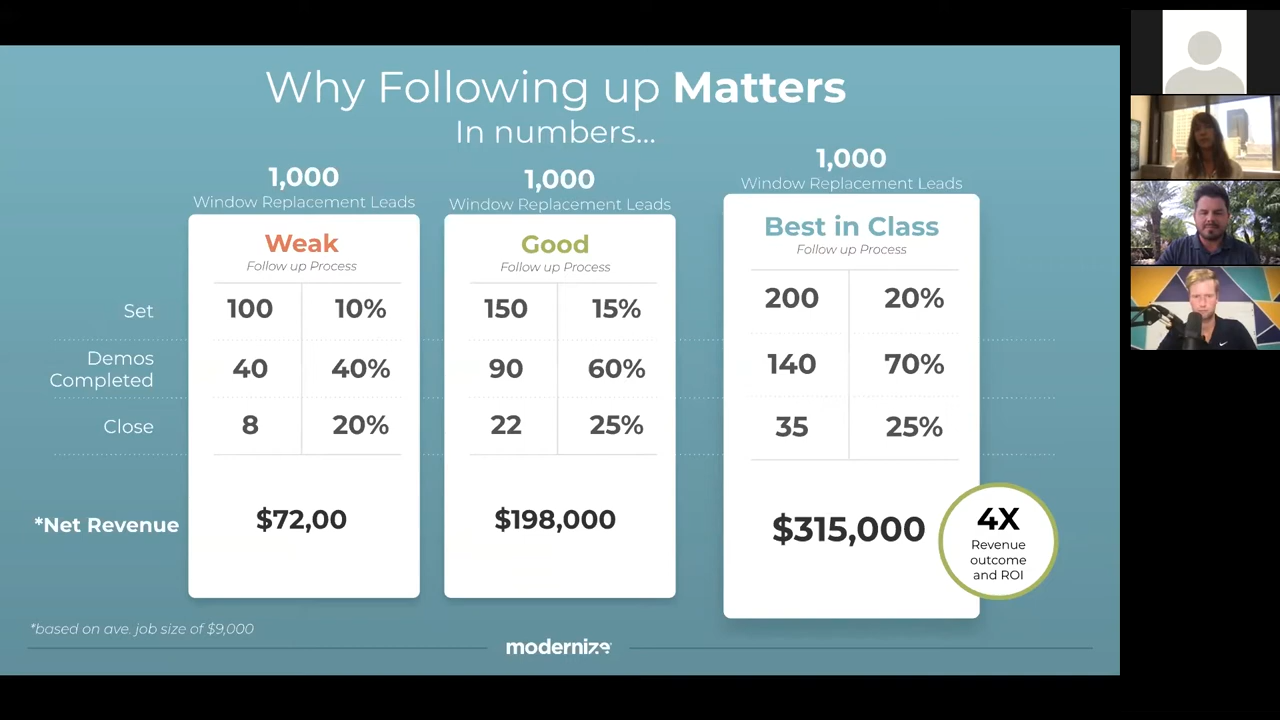 Why Following up Matters
In numbers...
1,000
Window Replacement Leads
Weak
Follow up Process
100 10%
40 40%
8 20%
$72,00
1,000
Window Replacement Leads
Good
Follow up Process
150 15%
90 60%
22 25%
$198,000
1,000
Window Replacement Leads
Best in Class
Follow up Process
200 20%
140 70%
35 25%
$315,000
4X
Revenue
outcome
and ROI
Set
Demos
Completed
Close
*Net Revenue
*based on ave. job size of $9,000
modernize